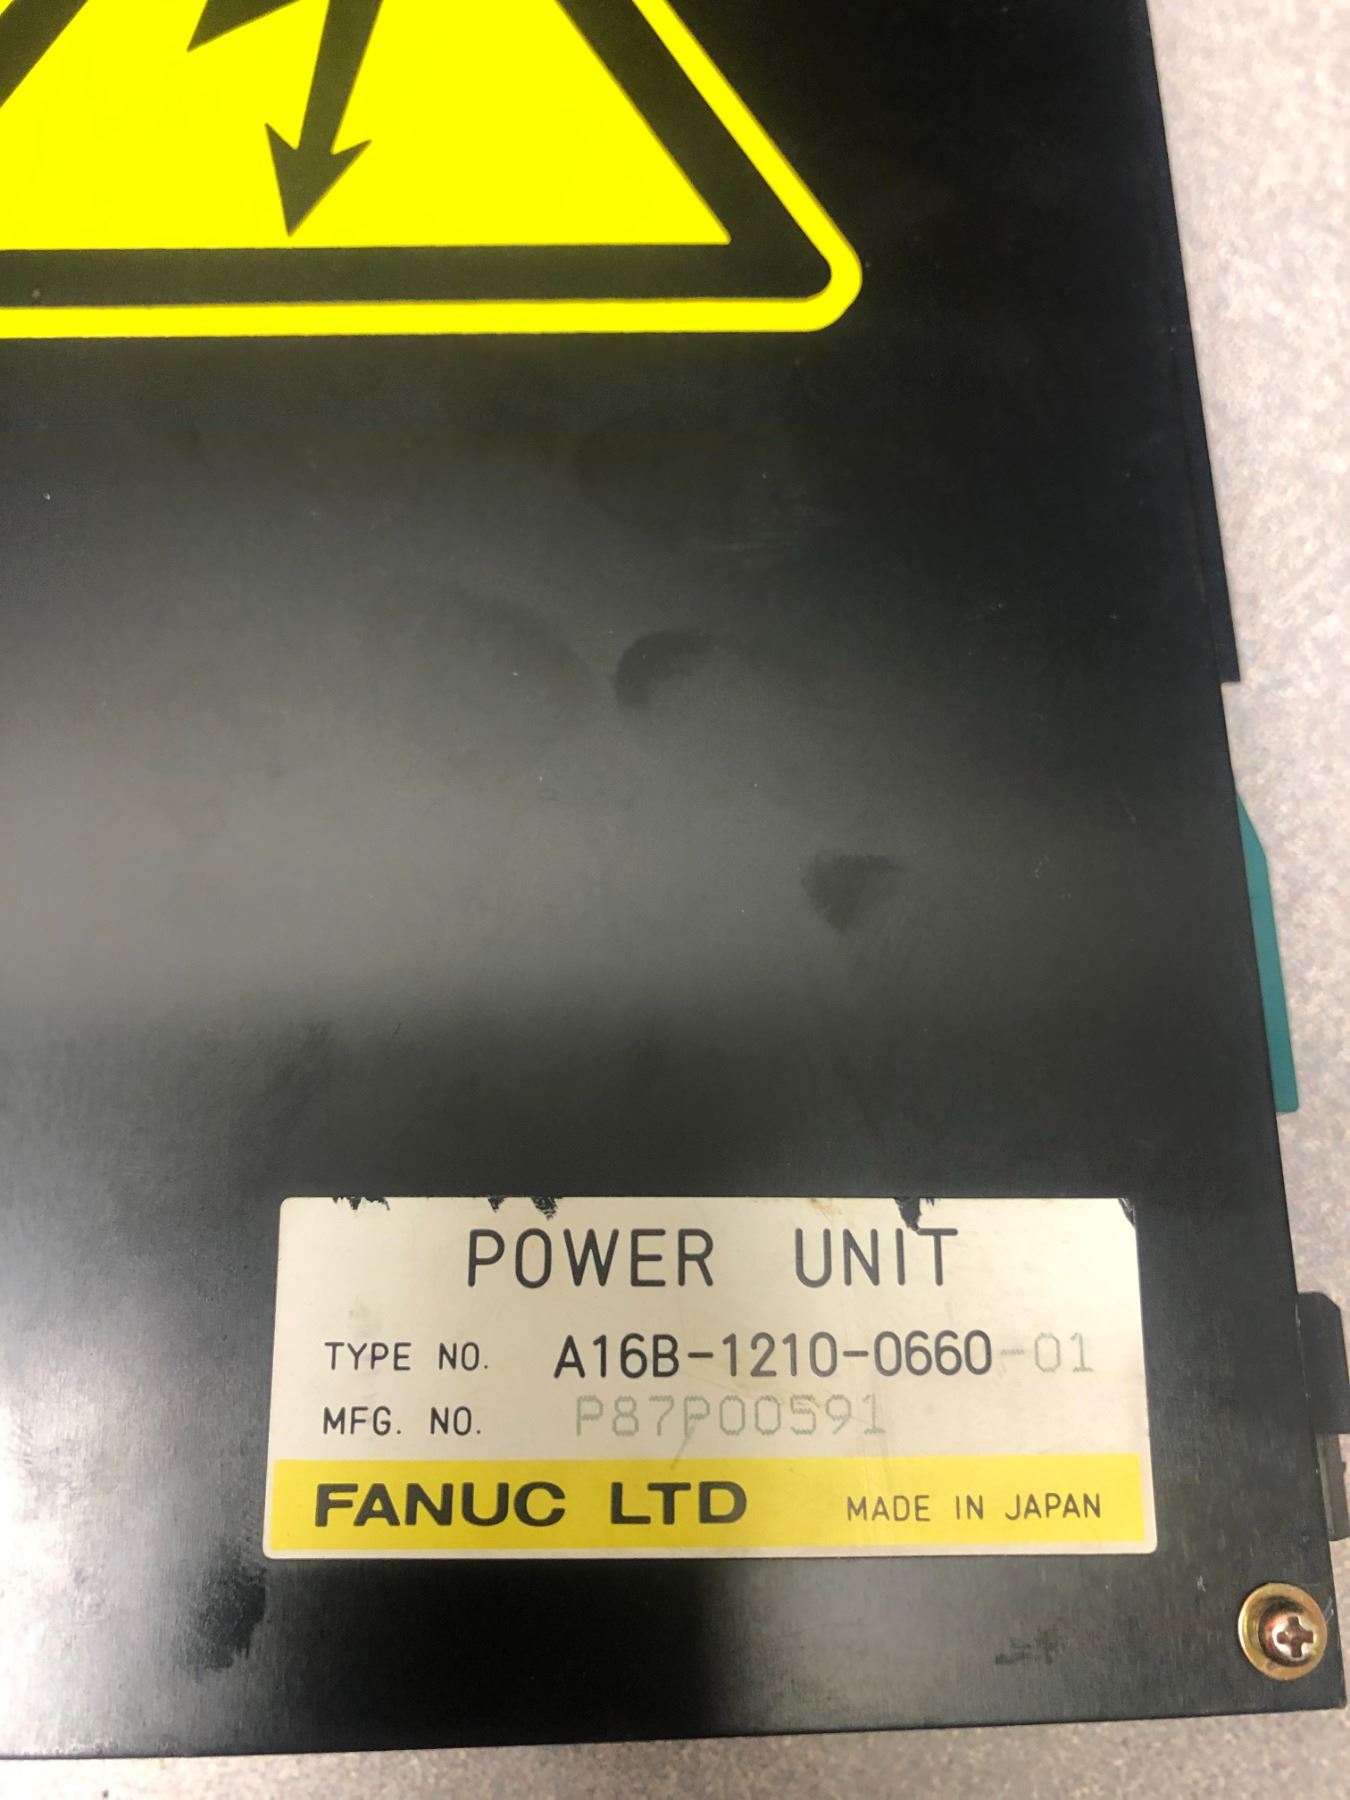 POWER UNIT
TYPE NO. A16B-1210-0660-01
MFG. NO. P87P00591
FANUC LTD MADE IN JAPAN